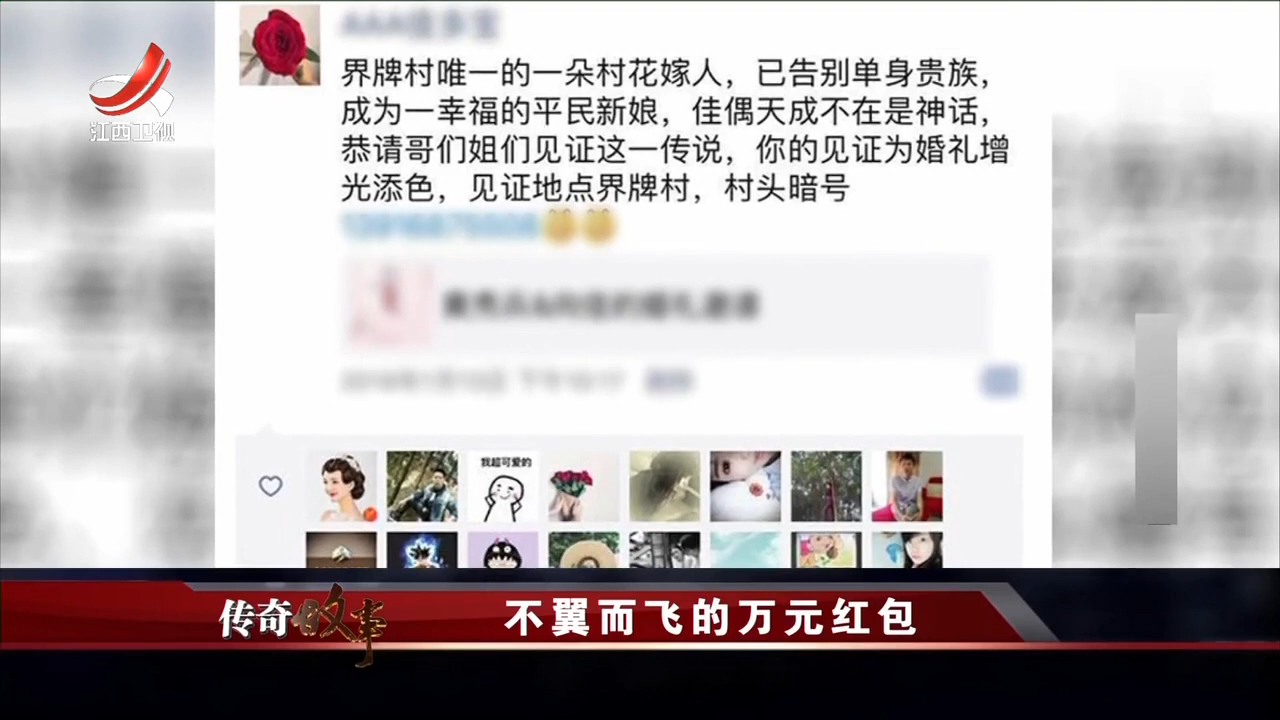 江西卫视
界牌村唯一的一朵村花嫁人，已告别单身贵族，
成为一幸福的平民新娘，佳偶天成不在是神话，
恭请哥们姐们见证这一传说，你的见证为婚礼增
光添色，见证地点界牌村，村头暗号
我超可爱的
传奇故事
不翼而飞的万元红包